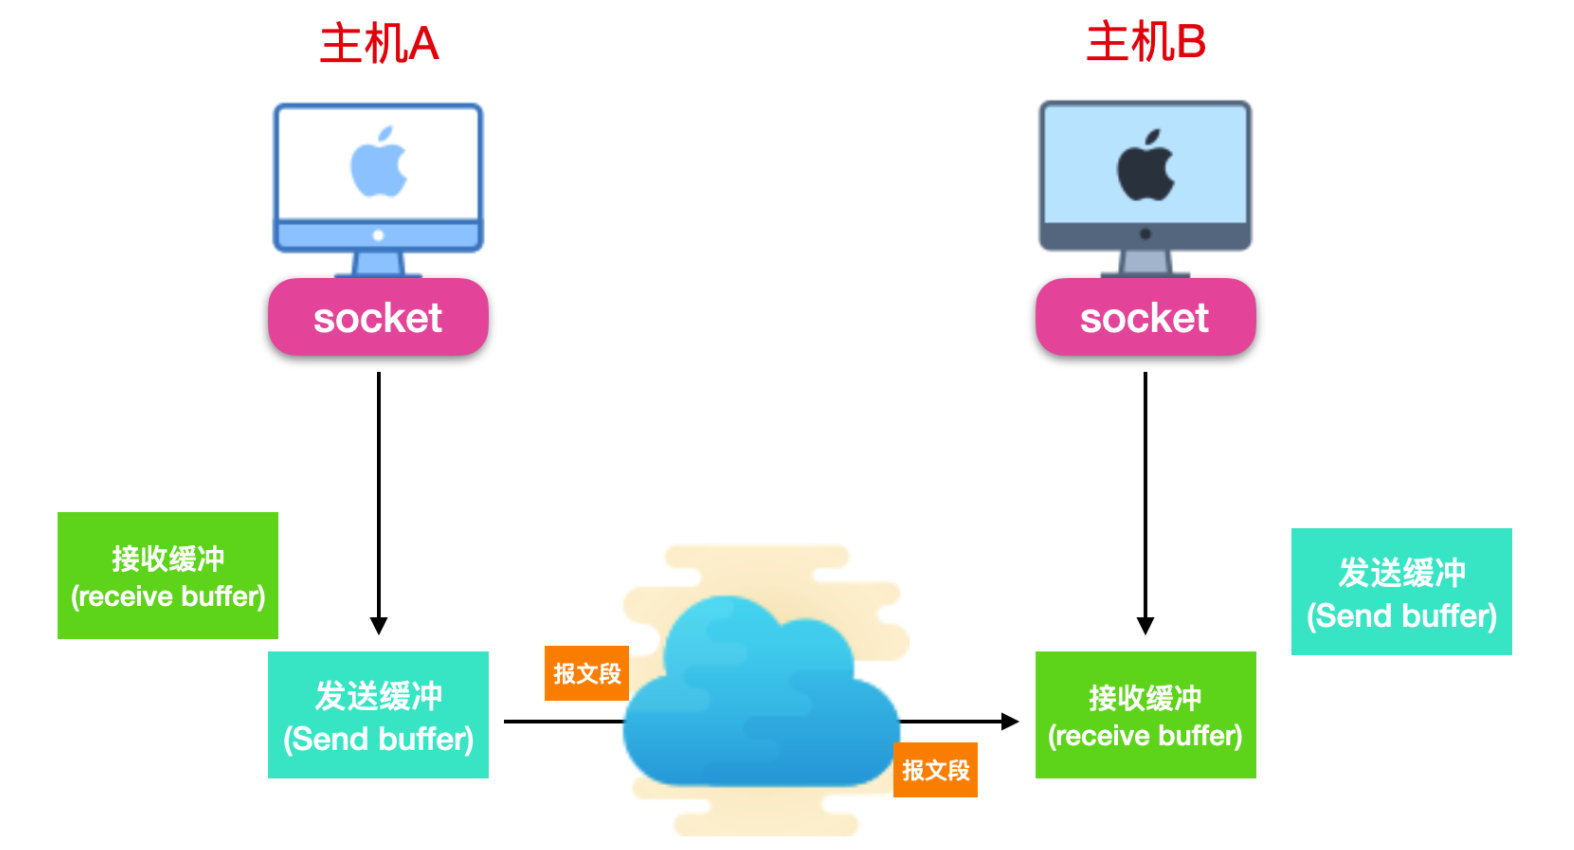 主机A
主机B
socket
socket
接收缓冲
(receive buffer)
发送缓冲
(Send buffer)
报文段
发送缓冲
(Send buffer)
接收缓冲
(receive buffer)
报文段